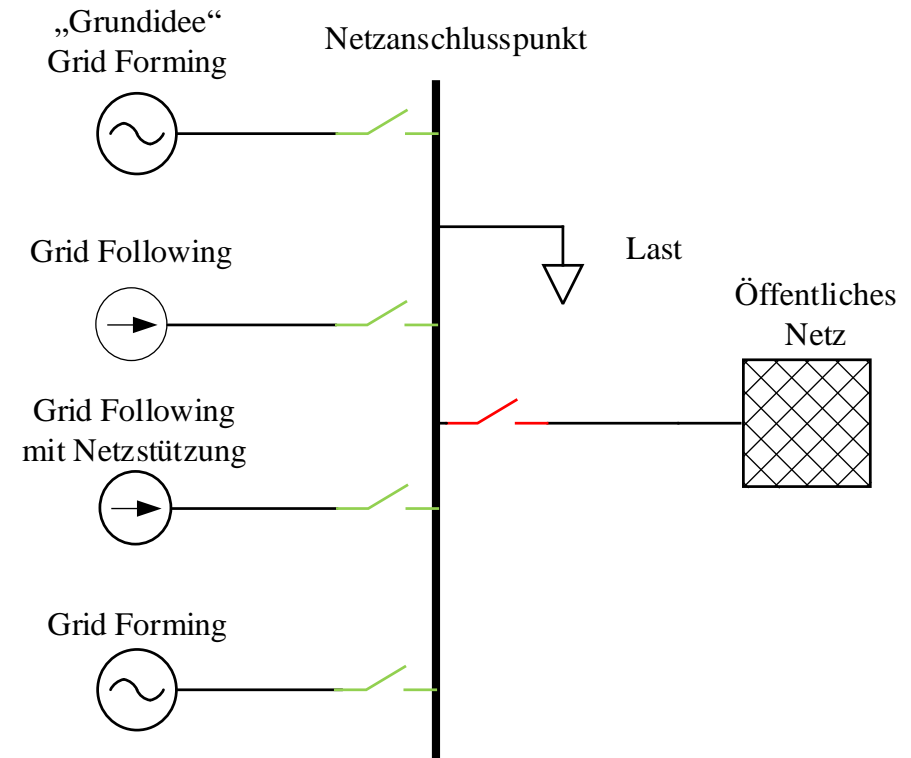 „Grundidee“
Grid Forming
Netzanschlusspunkt
Grid Following
Last
Öffentliches
Netz
Grid Following
mit Netzstützung
Grid Forming